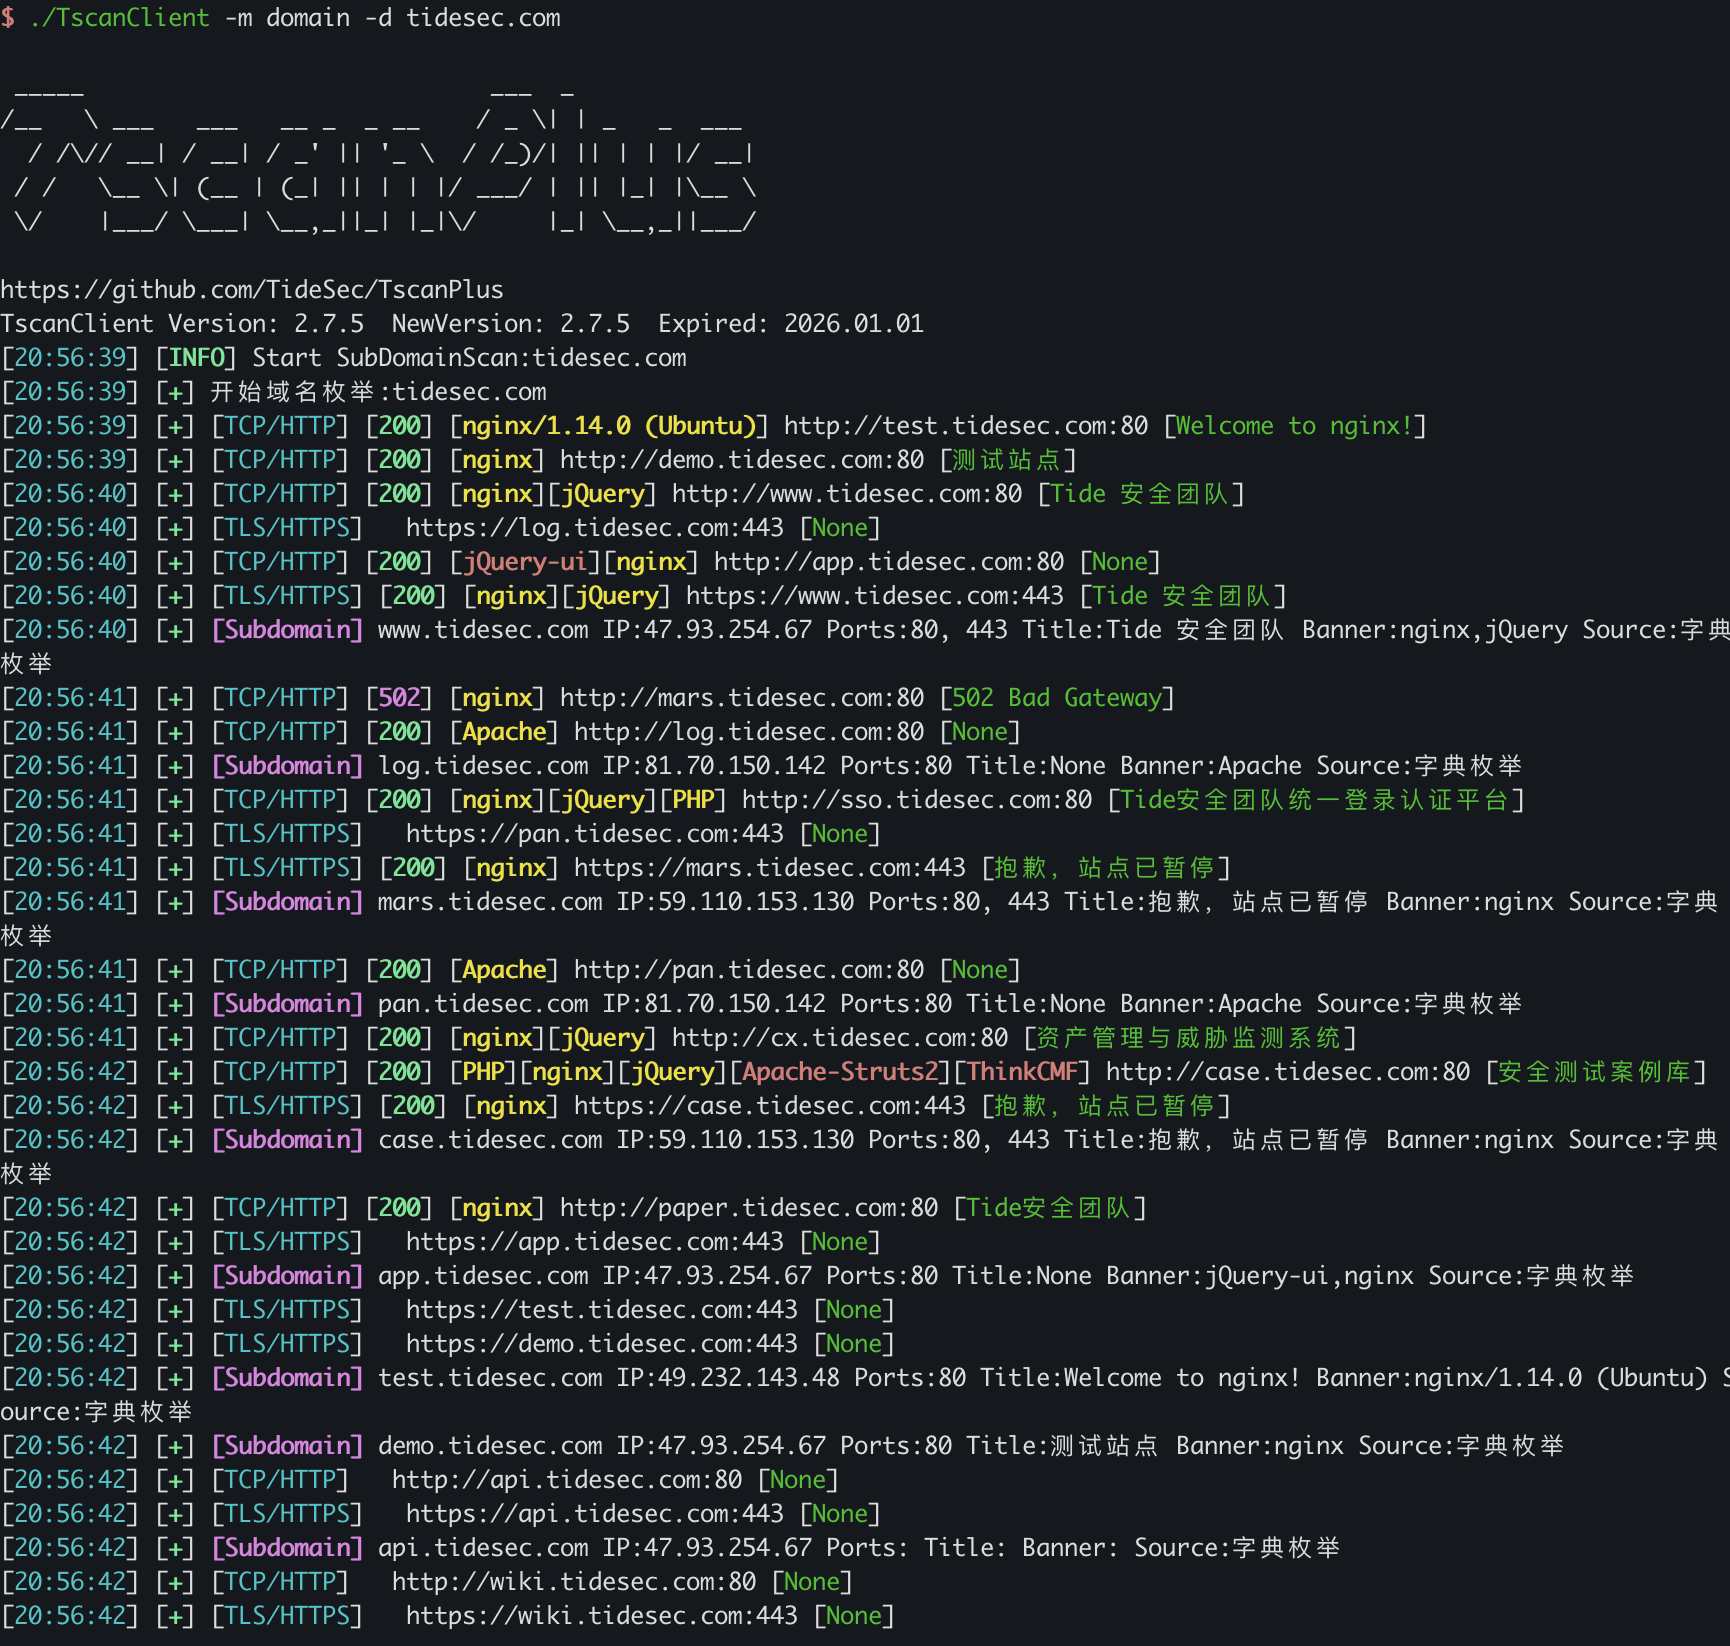 $ ./TscanClient -m domain -d tidesec.com
 _____                             ___  _
/__   \ ___   ___   __ _  _ __    / _ \| | _   _  ___
  / /\// __| / __| / _' || '_ \  / /_)/| || | | |/ __|
 / /   \__ \| (__ | (_| || | | |/ ___/ | || |_| |\__ \
 \/    |___/ \___| \__,_||_| |_|\/     |_| \__,_||___/
https://github.com/TideSec/TscanPlus
TscanClient Version: 2.7.5  NewVersion: 2.7.5  Expired: 2026.01.01
[20:56:39] [INFO] Start SubDomainScan:tidesec.com
[20:56:39] [+] 开始域名枚举:tidesec.com
[20:56:39] [+] [TCP/HTTP] [200] [nginx/1.14.0 (Ubuntu)] http://test.tidesec.com:80 [Welcome to nginx!]
[20:56:39] [+] [TCP/HTTP] [200] [nginx] http://demo.tidesec.com:80 [测试站点]
[20:56:40] [+] [TCP/HTTP] [200] [nginx][jQuery] http://www.tidesec.com:80 [Tide 安全团队]
[20:56:40] [+] [TLS/HTTPS]   https://log.tidesec.com:443 [None]
[20:56:40] [+] [TCP/HTTP] [200] [jQuery-ui][nginx] http://app.tidesec.com:80 [None]
[20:56:40] [+] [TLS/HTTPS] [200] [nginx][jQuery] https://www.tidesec.com:443 [Tide 安全团队]
[20:56:40] [+] [Subdomain] www.tidesec.com IP:47.93.254.67 Ports:80, 443 Title:Tide 安全团队 Banner:nginx,jQuery Source:字典
枚举
[20:56:41] [+] [TCP/HTTP] [502] [nginx] http://mars.tidesec.com:80 [502 Bad Gateway]
[20:56:41] [+] [TCP/HTTP] [200] [Apache] http://log.tidesec.com:80 [None]
[20:56:41] [+] [Subdomain] log.tidesec.com IP:81.70.150.142 Ports:80 Title:None Banner:Apache Source:字典枚举
[20:56:41] [+] [TCP/HTTP] [200] [nginx][jQuery][PHP] http://sso.tidesec.com:80 [Tide安全团队统一登录认证平台]
[20:56:41] [+] [TLS/HTTPS]   https://pan.tidesec.com:443 [None]
[20:56:41] [+] [TLS/HTTPS] [200] [nginx] https://mars.tidesec.com:443 [抱歉，站点已暂停]
[20:56:41] [+] [Subdomain] mars.tidesec.com IP:59.110.153.130 Ports:80, 443 Title:抱歉，站点已暂停 Banner:nginx Source:字典
枚举
[20:56:41] [+] [TCP/HTTP] [200] [Apache] http://pan.tidesec.com:80 [None]
[20:56:41] [+] [Subdomain] pan.tidesec.com IP:81.70.150.142 Ports:80 Title:None Banner:Apache Source:字典枚举
[20:56:41] [+] [TCP/HTTP] [200] [nginx][jQuery] http://cx.tidesec.com:80 [资产管理与威胁监测系统]
[20:56:42] [+] [TCP/HTTP] [200] [PHP][nginx][jQuery][Apache-Struts2][ThinkCMF] http://case.tidesec.com:80 [安全测试案例库]
[20:56:42] [+] [TLS/HTTPS] [200] [nginx] https://case.tidesec.com:443 [抱歉，站点已暂停]
[20:56:42] [+] [Subdomain] case.tidesec.com IP:59.110.153.130 Ports:80, 443 Title:抱歉，站点已暂停 Banner:nginx Source:字典
枚举
[20:56:42] [+] [TCP/HTTP] [200] [nginx] http://paper.tidesec.com:80 [Tide安全团队]
[20:56:42] [+] [TLS/HTTPS]   https://app.tidesec.com:443 [None]
[20:56:42] [+] [Subdomain] app.tidesec.com IP:47.93.254.67 Ports:80 Title:None Banner:jQuery-ui,nginx Source:字典枚举
[20:56:42] [+] [TLS/HTTPS]   https://test.tidesec.com:443 [None]
[20:56:42] [+] [TLS/HTTPS]   https://demo.tidesec.com:443 [None]
[20:56:42] [+] [Subdomain] test.tidesec.com IP:49.232.143.48 Ports:80 Title:Welcome to nginx! Banner:nginx/1.14.0 (Ubuntu) S
ource:字典枚举
[20:56:42] [+] [Subdomain] demo.tidesec.com IP:47.93.254.67 Ports:80 Title:测试站点 Banner:nginx Source:字典枚举
[20:56:42] [+] [TCP/HTTP]   http://api.tidesec.com:80 [None]
[20:56:42] [+] [TLS/HTTPS]   https://api.tidesec.com:443 [None]
[20:56:42] [+] [Subdomain] api.tidesec.com IP:47.93.254.67 Ports: Title: Banner: Source:字典枚举
[20:56:42] [+] [TCP/HTTP]   http://wiki.tidesec.com:80 [None]
[20:56:42] [+] [TLS/HTTPS]   https://wiki.tidesec.com:443 [None]